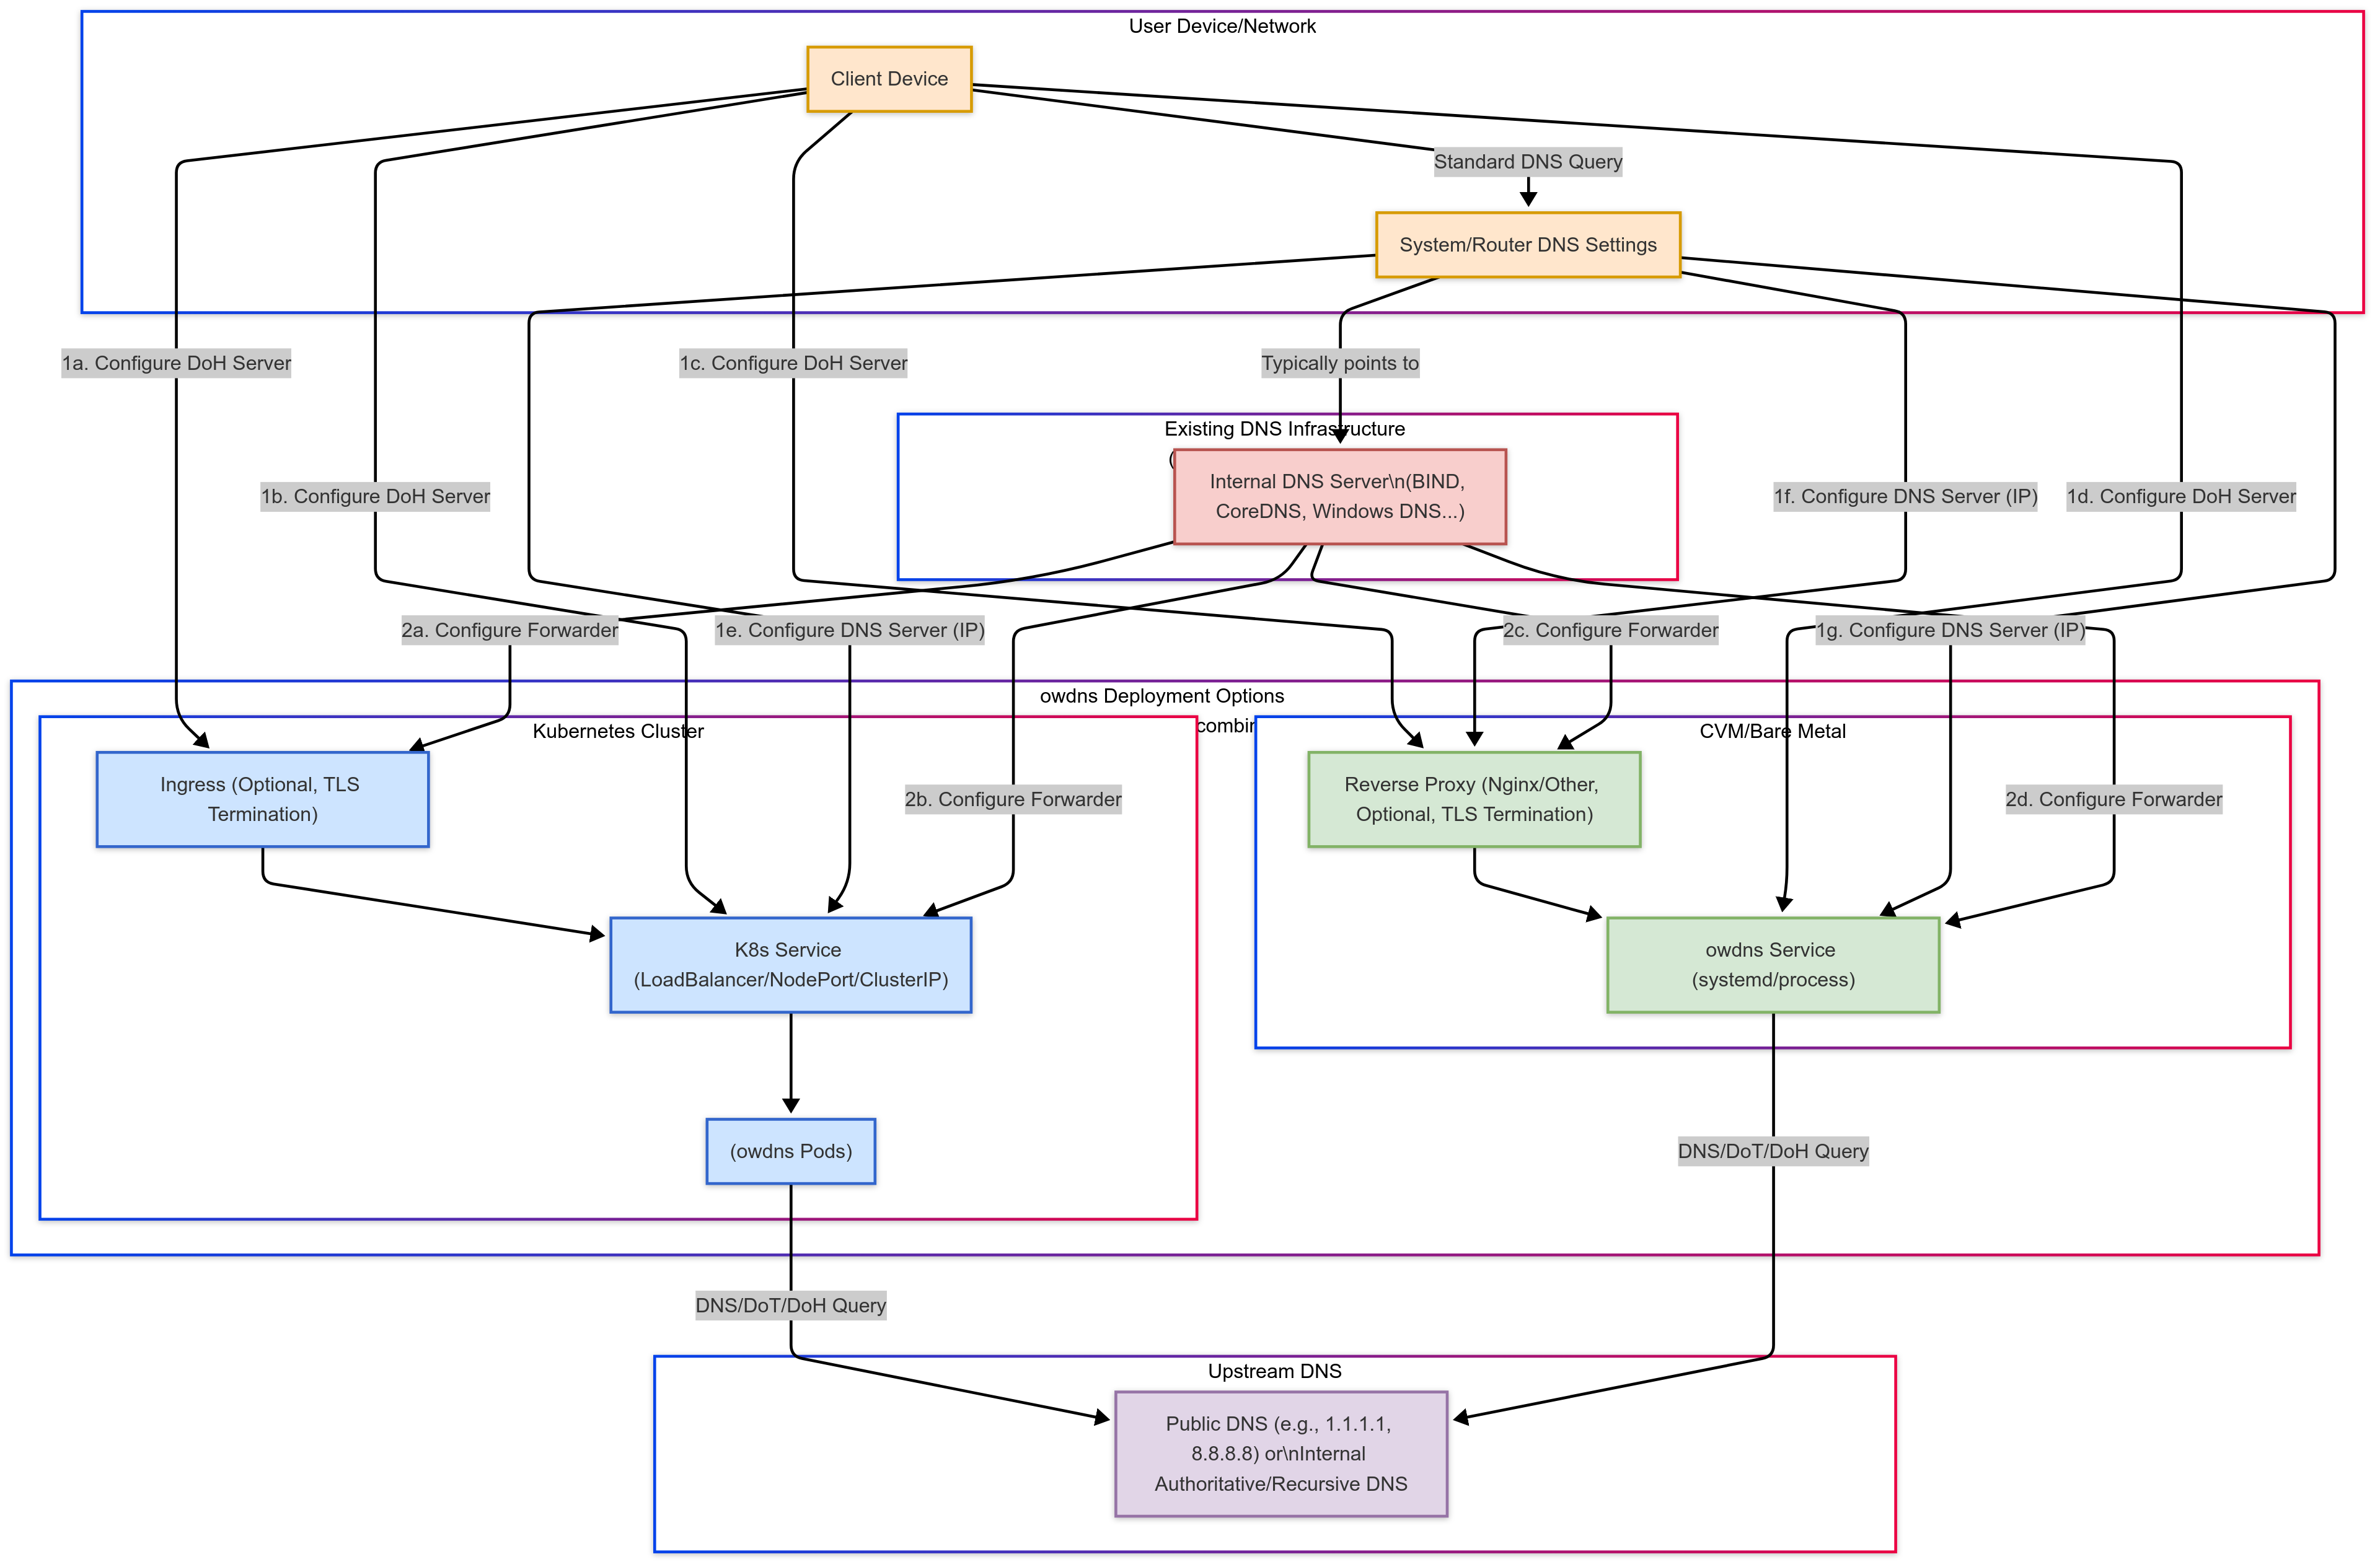 User Device/Network
Client Device
Standard DNS Query
System/Router DNS Settings
1a. Configure DoH Server
1c. Configure DoH Server
Typically points to
Existing DNS Infrastructure
(
Internal DNS Server\n(BIND,
CoreDNS, Windows DNS...)
1b. Configure DoH Server
1f. Configure DNS Server (IP)
1d. Configure DoH Server
2a. Configure Forwarder
1e. Configure DNS Server (IP)
2c. Configure Forwarder
1g. Configure DNS Server (IP)
owdns Deployment Options
Kubernetes Cluster
CVM/Bare Metal
Ingress (Optional, TLS
Termination)
2b. Configure Forwarder
Reverse Proxy (Nginx/Other,
Optional, TLS Termination)
2d. Configure Forwarder
K8s Service
(LoadBalancer/NodePort/ClusterIP)
owdns Service
(systemd/process)
(owdns Pods)
DNS/DoT/DoH Query
DNS/DoT/DoH Query
Upstream DNS
Public DNS (e.g., 1.1.1.1,
8.8.8.8) or\nInternal
Authoritative/Recursive DNS